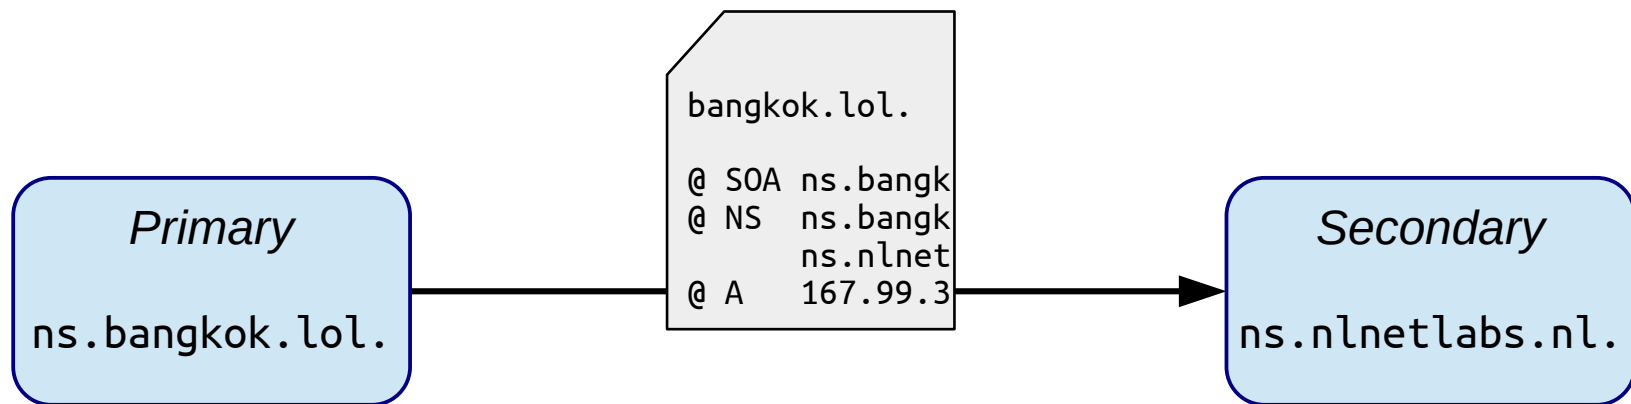 Primary
ns.bangkok.lol.
bangkok.lol.
@ SOA ns.bangk
@ NS  ns.bangk
ns.nlnet
@ A   167.99.3
Secondary
ns.nlnetlabs.nl.